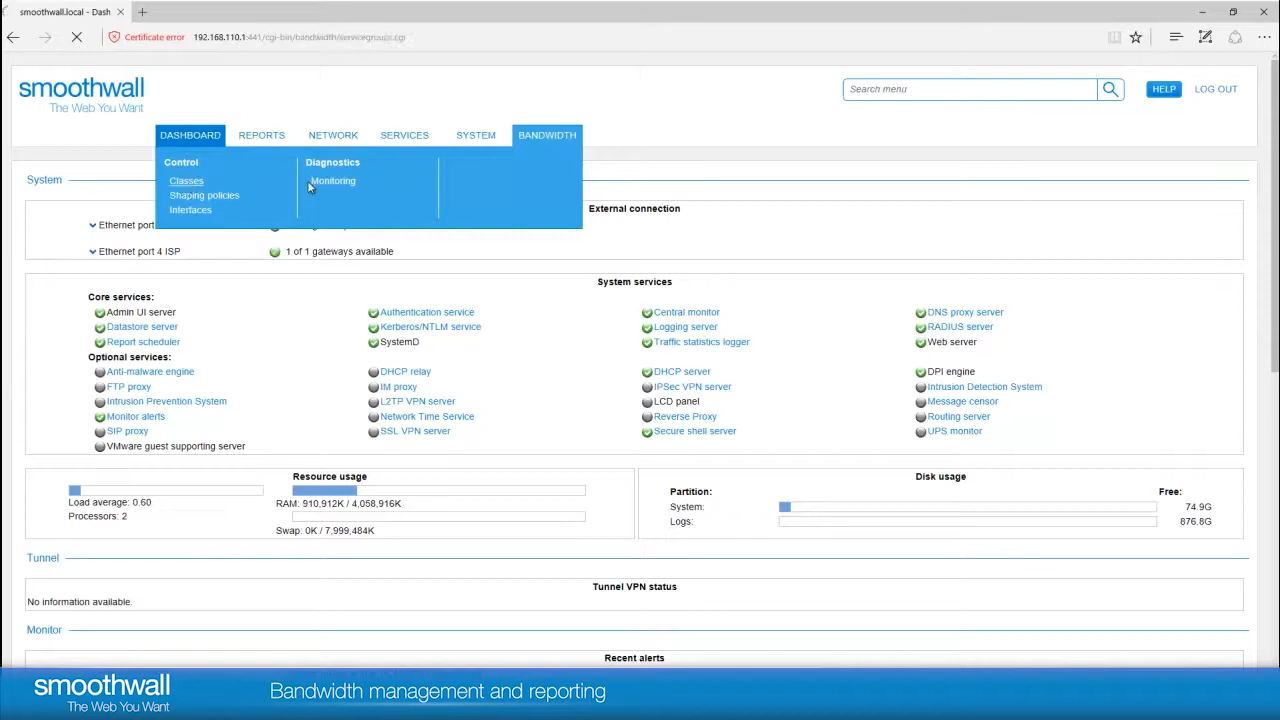 smoothwall.local - Dash
Certificate error 192.168.110.1:441/cgi-bin/bandwidth/servicegroups.cgi
smoothwall
The Web You Want
Search menu
HELP
LOG OUT
DASHBOARD REPORTS NETWORK SERVICES SYSTEM BANDWIDTH
Control Diagnostics
Classes Monitoring
Shaping policies
Interfaces
System
External connection
Ethernet port
Ethernet port 4 ISP 1 of 1 gateways available
System services
Core services:
Admin UI server Authentication service Central monitor DNS proxy server
Datastore server Kerberos/NTLM service Logging server RADIUS server
Report scheduler SystemD Traffic statistics logger Web server
Optional services:
Anti-malware engine DHCP relay DHCP server DPI engine
FTP proxy IM proxy IPSec VPN server Intrusion Detection System
Intrusion Prevention System L2TP VPN server LCD panel Message censor
Monitor alerts Network Time Service Reverse Proxy Routing server
SIP proxy SSL VPN server Secure shell server UPS monitor
VMware guest supporting server
Resource usage
Load average: 0.60
Processors: 2
RAM: 910,912K / 4,058,916K
Swap: 0K / 7,999,484K
Disk usage
Partition: Free:
System: 74.9G
Logs: 876.8G
Tunnel
Tunnel VPN status
No information available.
Monitor
Recent alerts
smoothwall
The Web You Want
Bandwidth management and reporting